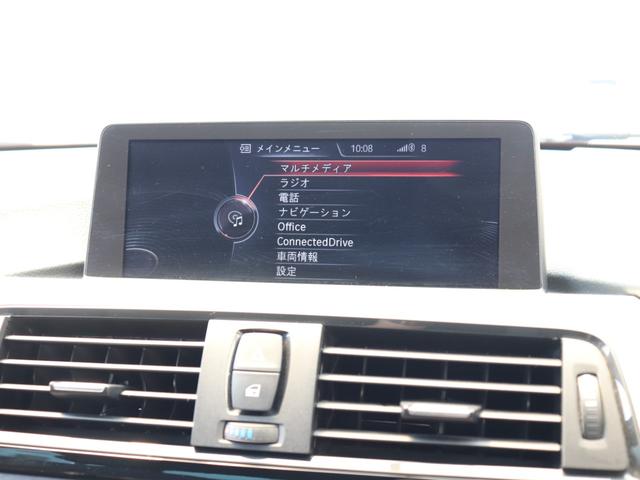 メインメニュー 10:08 8
マルチメディア
ラジオ
電話
ナビゲーション
Office
ConnectedDrive
車両情報
設定